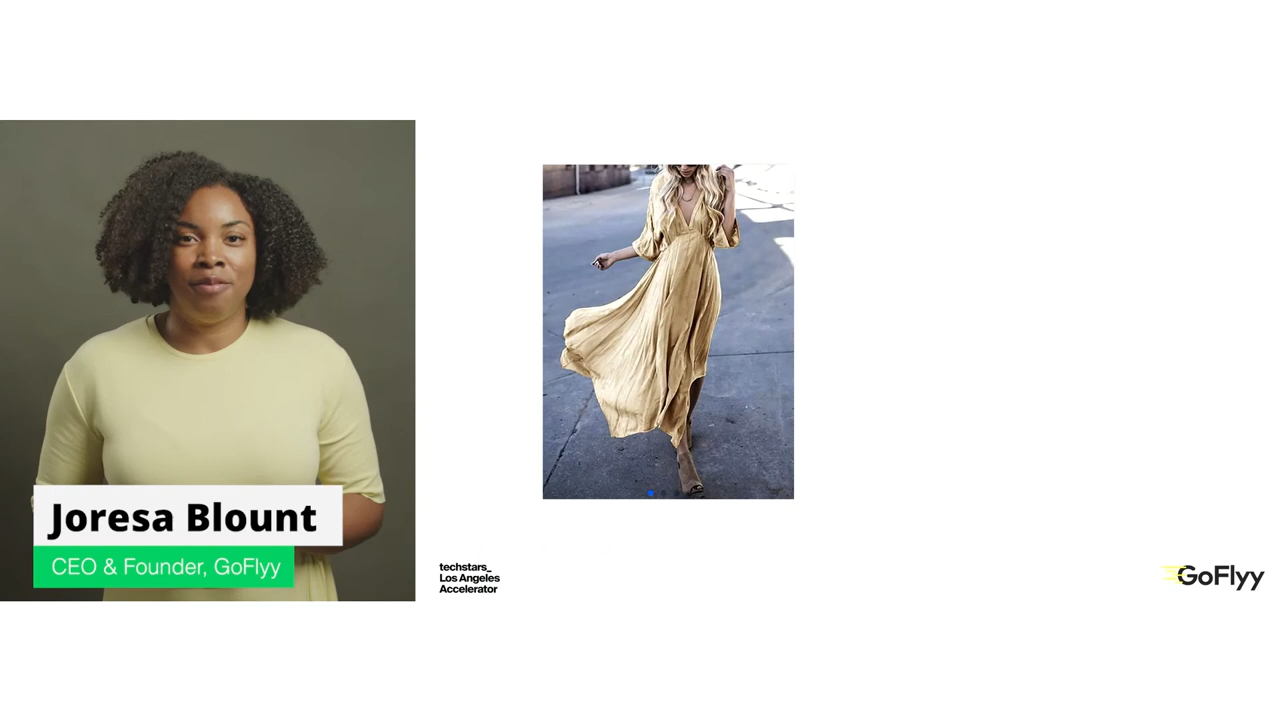 Joresa Blount
CEO & Founder, GoFlyy
techstars_
Los Angeles
Accelerator
GoFlyy